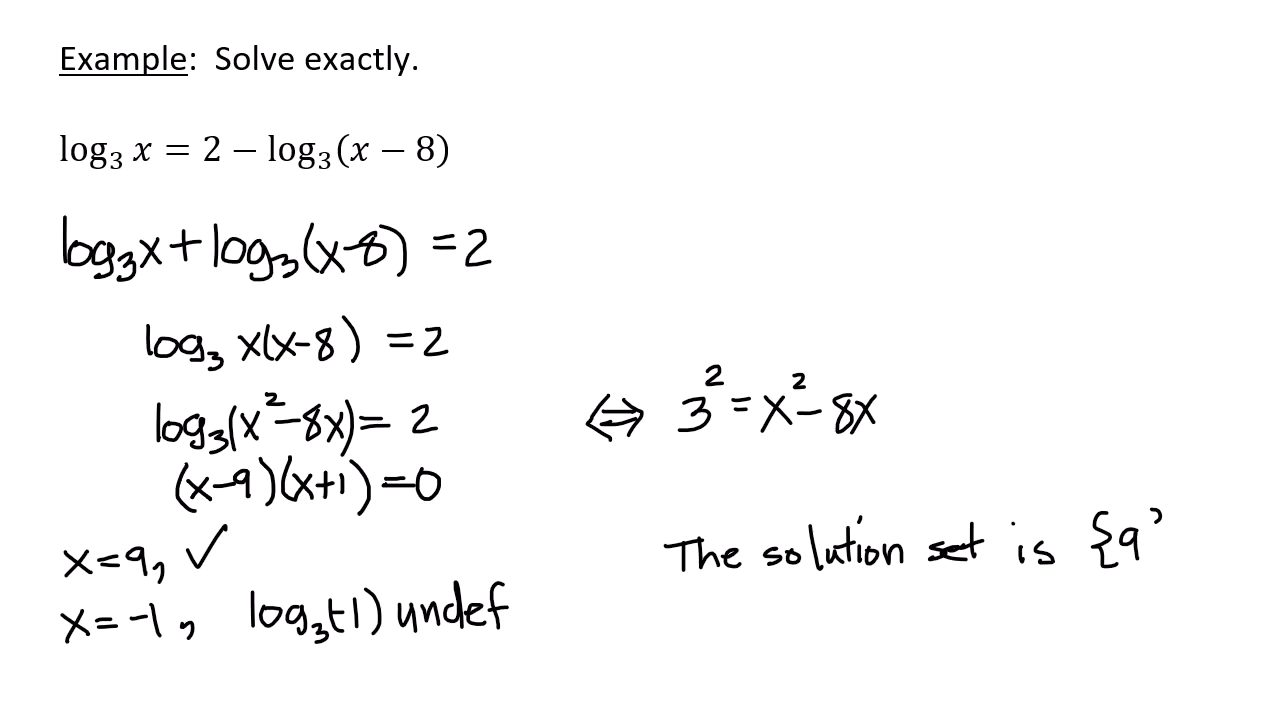 Example: Solve exactly.
log₃ x = 2 − log₃(x − 8)
log₃x + log₃(x-8) = 2
log₃ x(x-8) = 2
log₃(x²-8x) = 2 ⇔ 3² = x²-8x
(x-9)(x+1) = 0
x = 9, ✓
x = -1, log₃(-1) undef
The solution set is {9